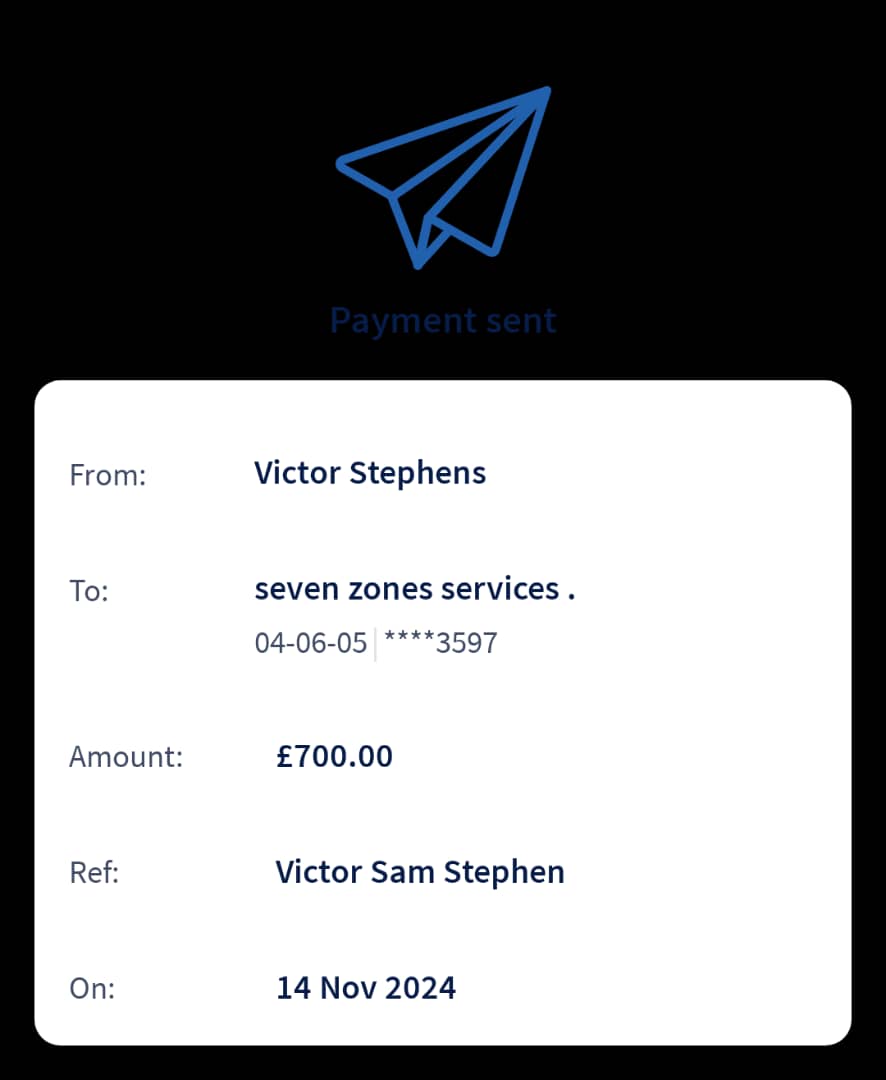 Payment sent
From: Victor Stephens
To: seven zones services .
04-06-05 ****3597
Amount: £700.00
Ref: Victor Sam Stephen
On: 14 Nov 2024